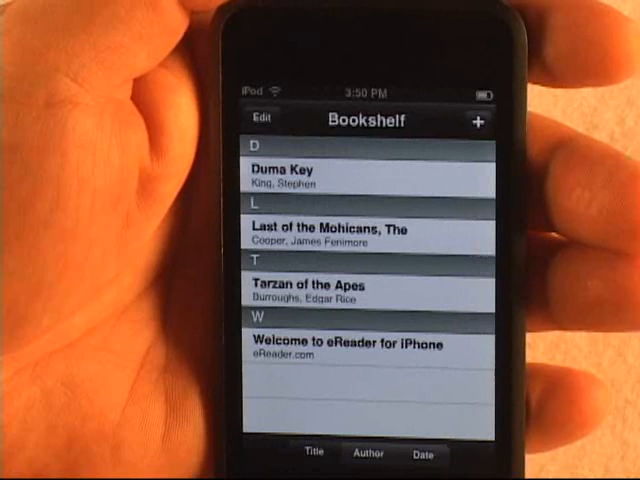 iPod 3:50 PM
Edit Bookshelf +
D
Duma Key
King, Stephen
L
Last of the Mohicans, The
Cooper, James Fenimore
T
Tarzan of the Apes
Burroughs, Edgar Rice
W
Welcome to eReader for iPhone
eReader.com
Title Author Date